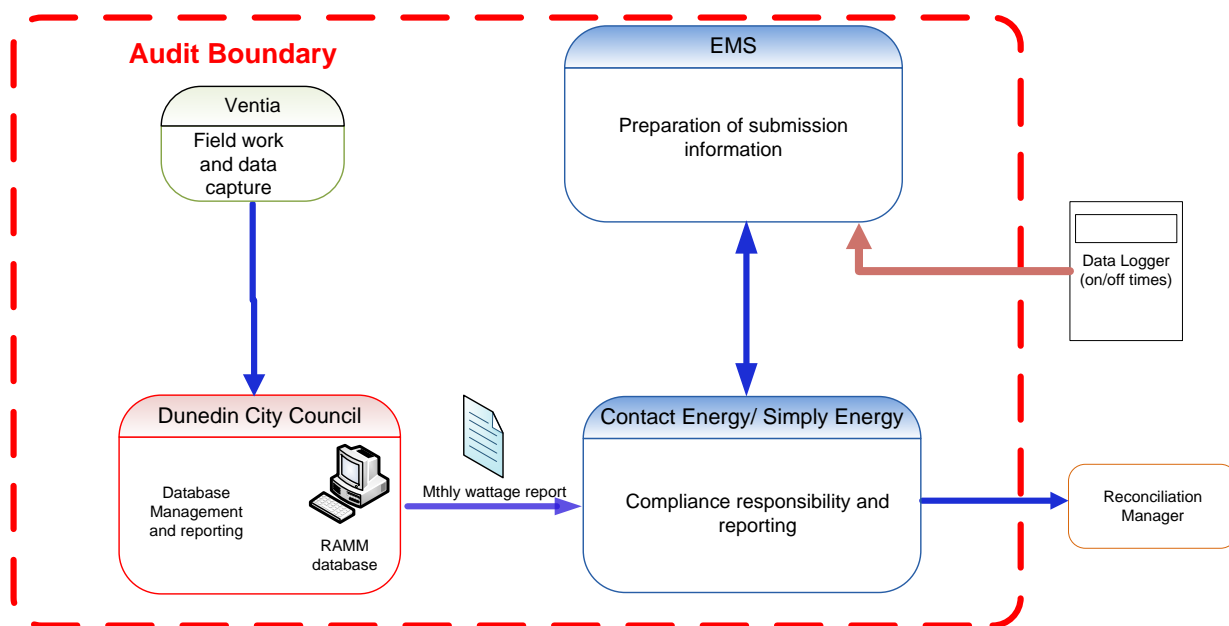 Audit Boundary
EMS
Preparation of submission
information
Ventia
Field work
and data
capture
Data Logger
(on/off times)
Dunedin City Council
Database
Management
and reporting
RAMM
database
Mthly wattage report
Contact Energy/ Simply Energy
Compliance responsibility and
reporting
Reconciliation
Manager